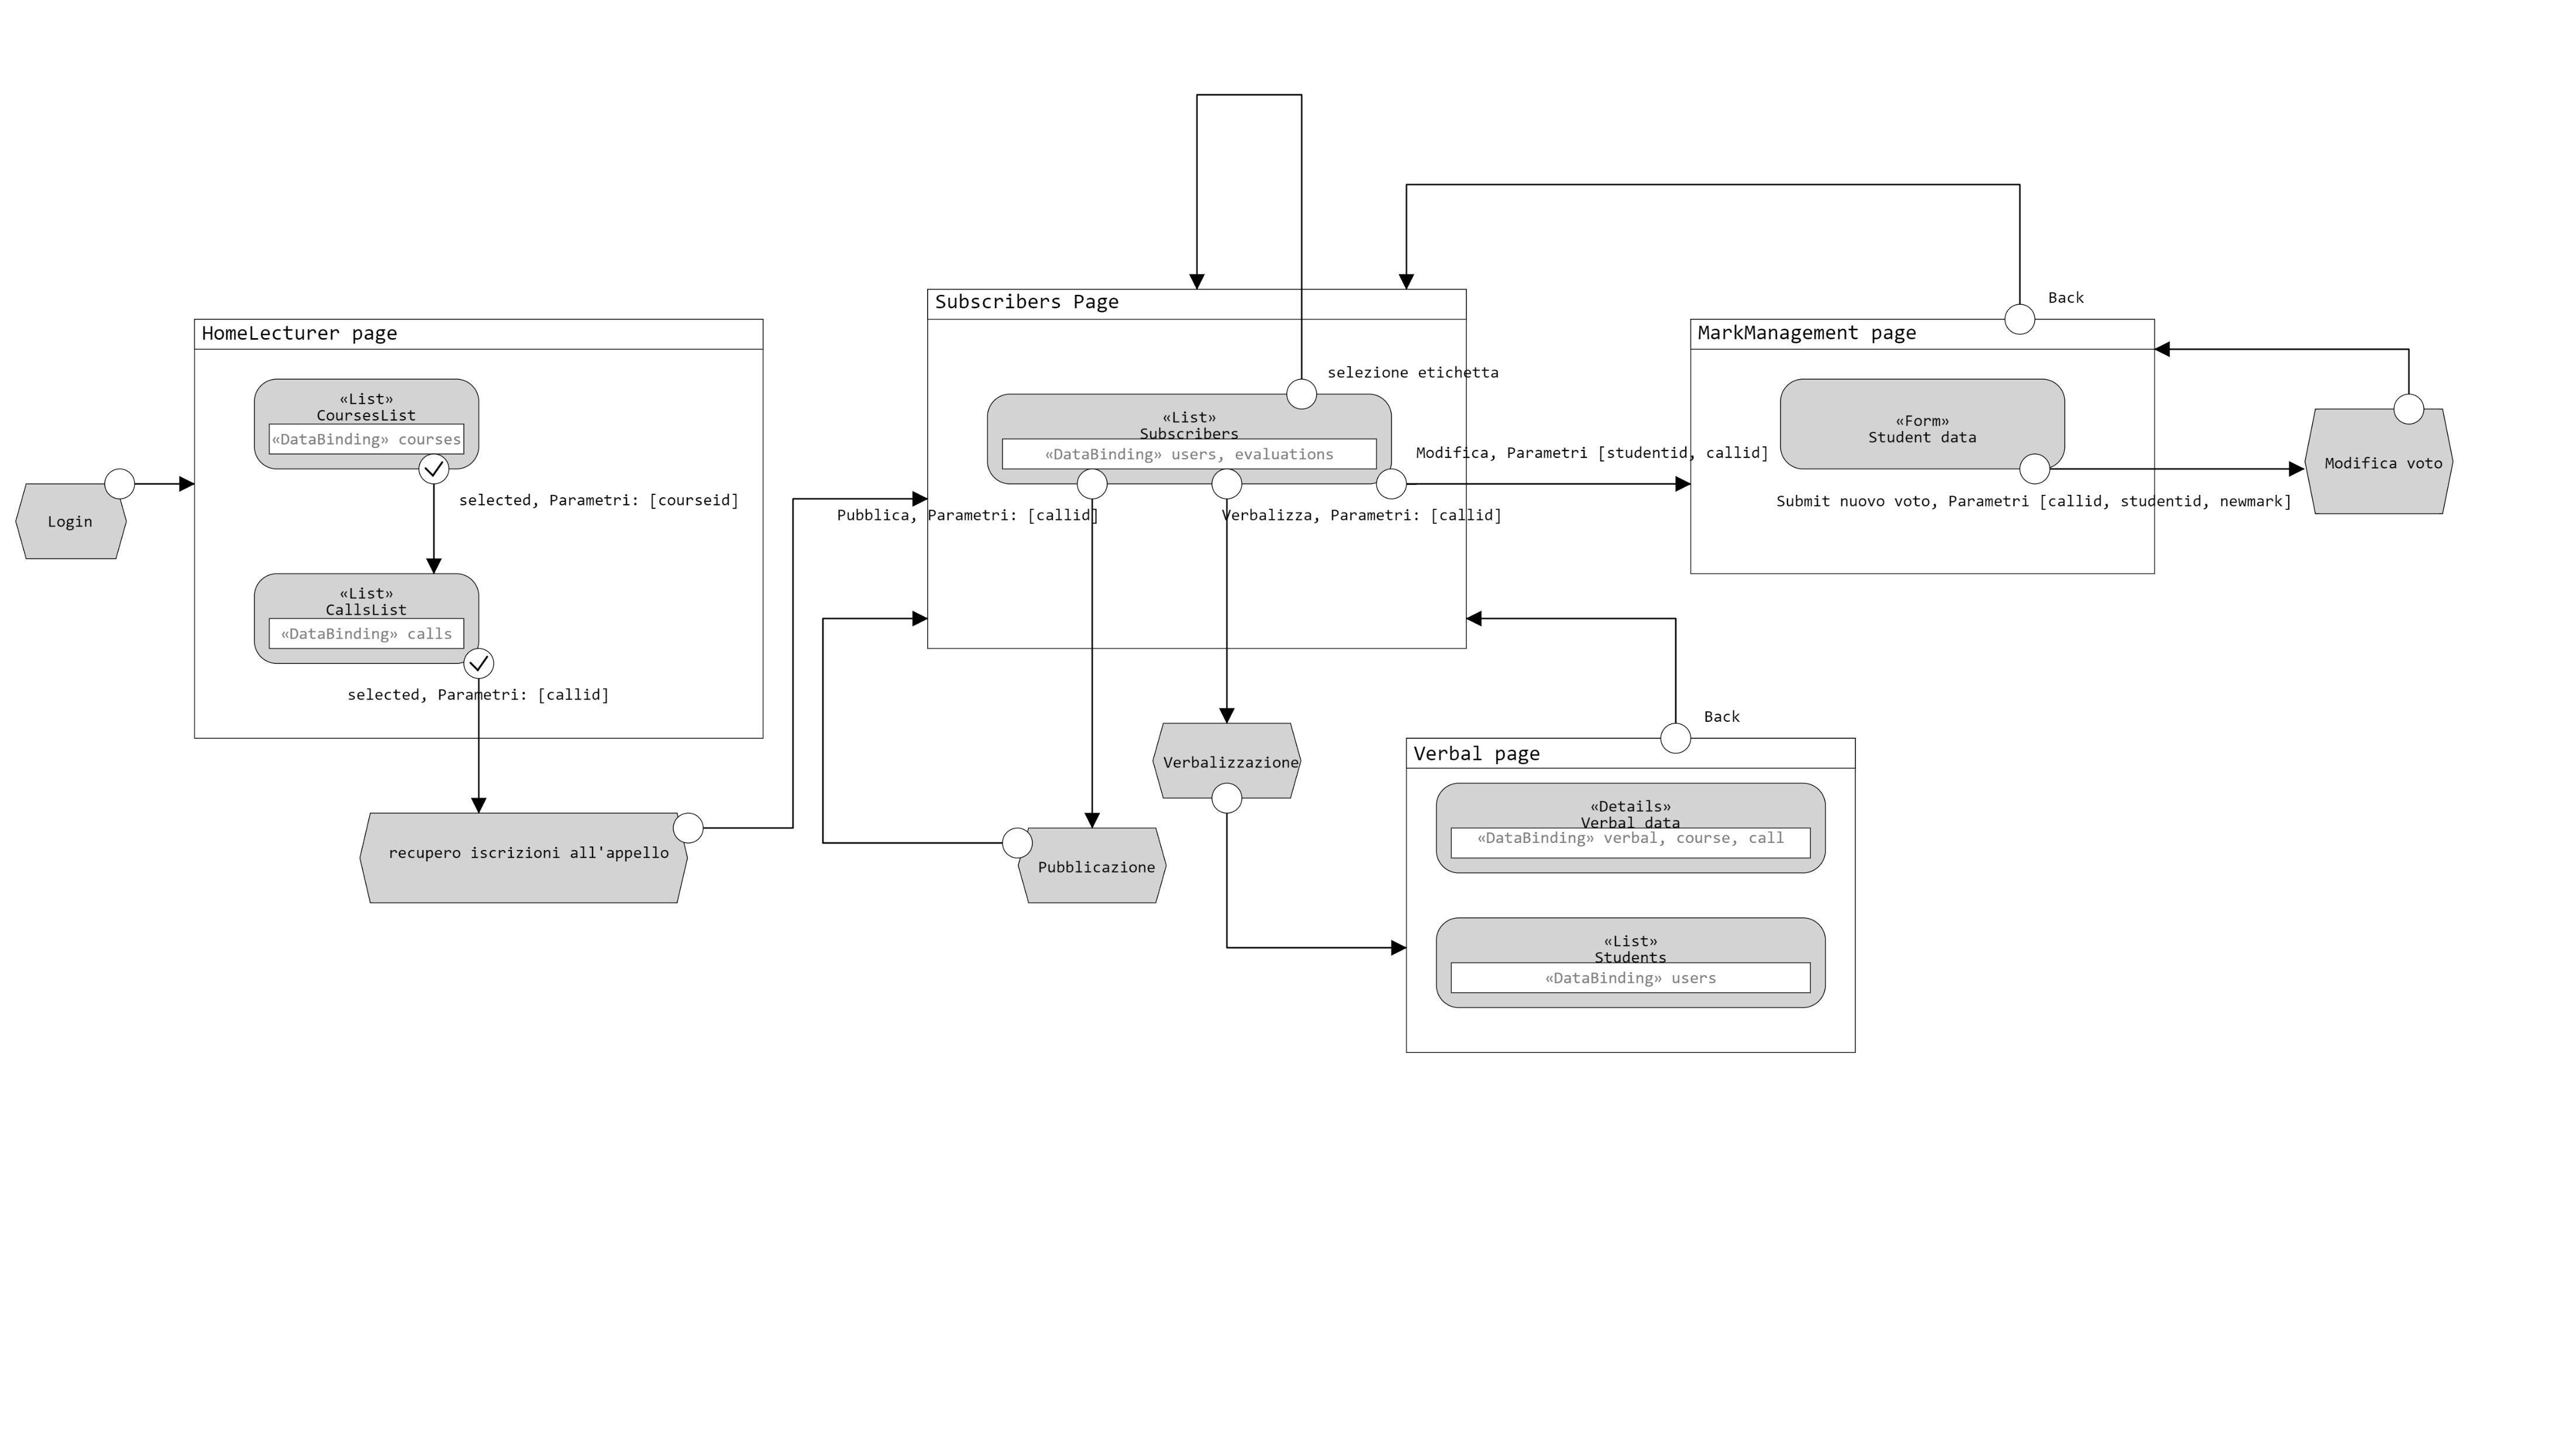 Login
HomeLecturer page
«List»
CoursesList
«DataBinding» courses
selected, Parametri: [courseid]
«List»
CallsList
«DataBinding» calls
selected, Parametri: [callid]
recupero iscrizioni all'appello
Subscribers Page
selezione etichetta
«List»
Subscribers
«DataBinding» users, evaluations
Modifica, Parametri [studentid, callid]
Pubblica, Parametri: [callid]
Verbalizza, Parametri: [callid]
Verbalizzazione
Pubblicazione
Back
MarkManagement page
«Form»
Student data
Submit nuovo voto, Parametri [callid, studentid, newmark]
Modifica voto
Back
Verbal page
«Details»
Verbal data
«DataBinding» verbal, course, call
«List»
Students
«DataBinding» users